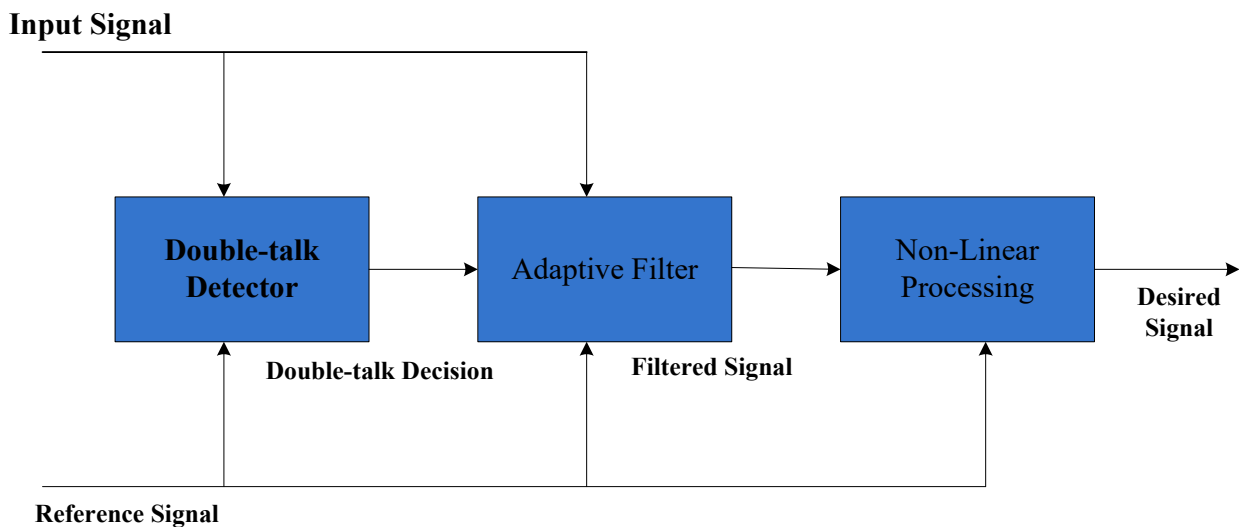 Input Signal
Double-talk
Detector
Adaptive Filter
Non-Linear
Processing
Desired
Signal
Double-talk Decision
Filtered Signal
Reference Signal